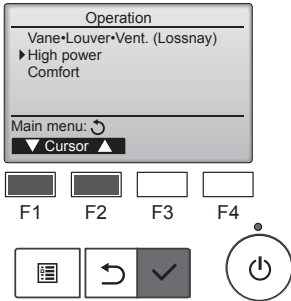 Operation
Vane•Louver•Vent. (Lossnay)
High power
Comfort
Main menu:
Cursor
F1 F2 F3 F4